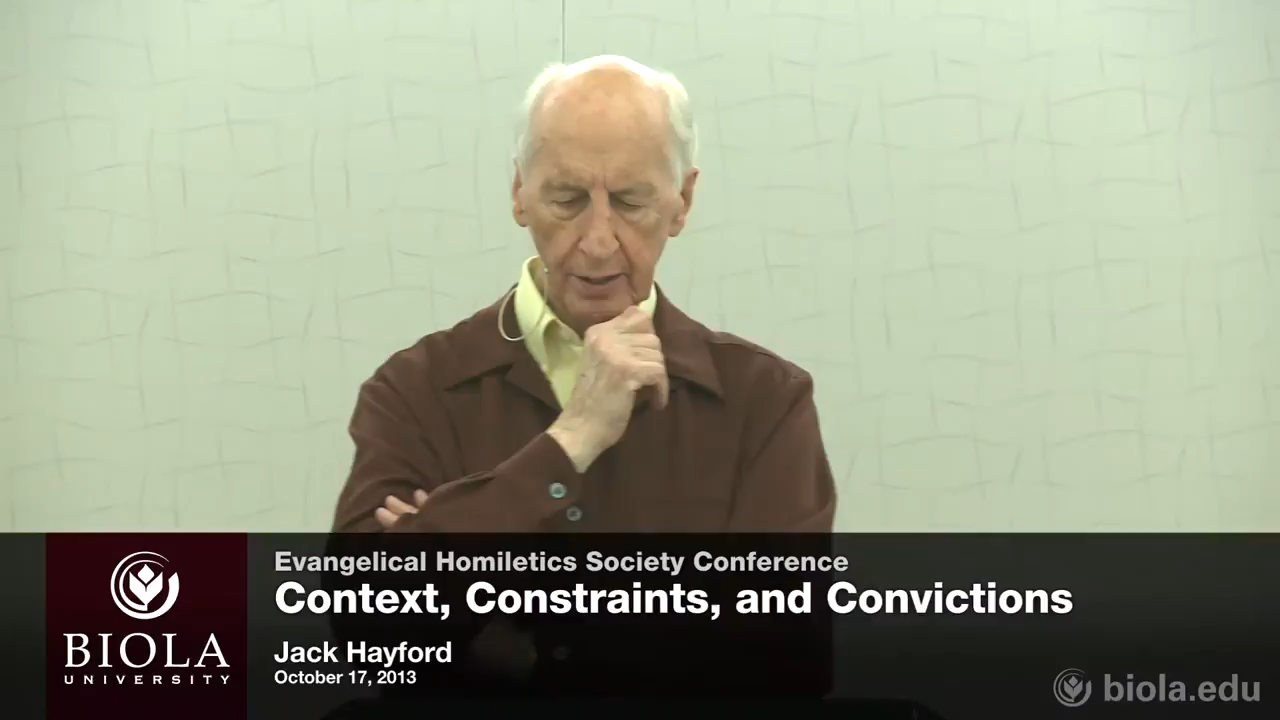 Evangelical Homiletics Society Conference
Context, Constraints, and Convictions
Jack Hayford
October 17, 2013
BIOLA
UNIVERSITY
biola.edu